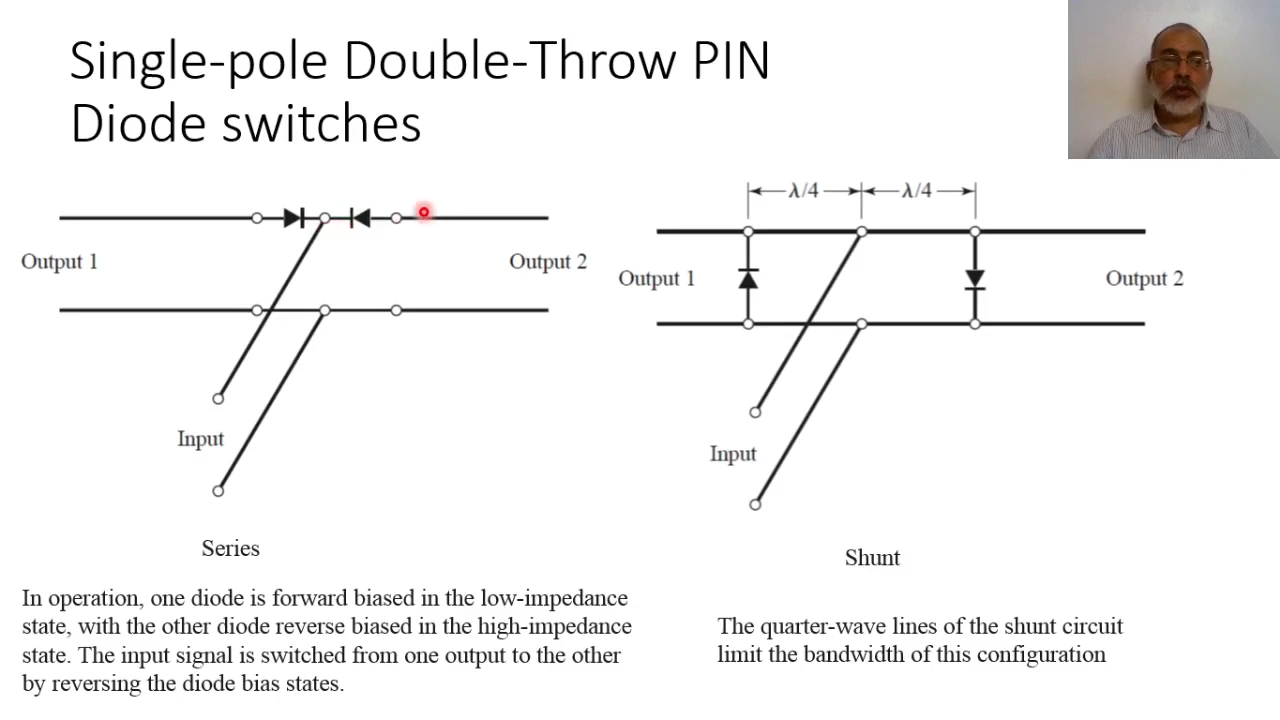 Single-pole Double-Throw PIN
Diode switches
Output 1
Output 2
Input
Series
In operation, one diode is forward biased in the low-impedance
state, with the other diode reverse biased in the high-impedance
state. The input signal is switched from one output to the other
by reversing the diode bias states.
λ/4
λ/4
Output 1
Output 2
Input
Shunt
The quarter-wave lines of the shunt circuit
limit the bandwidth of this configuration